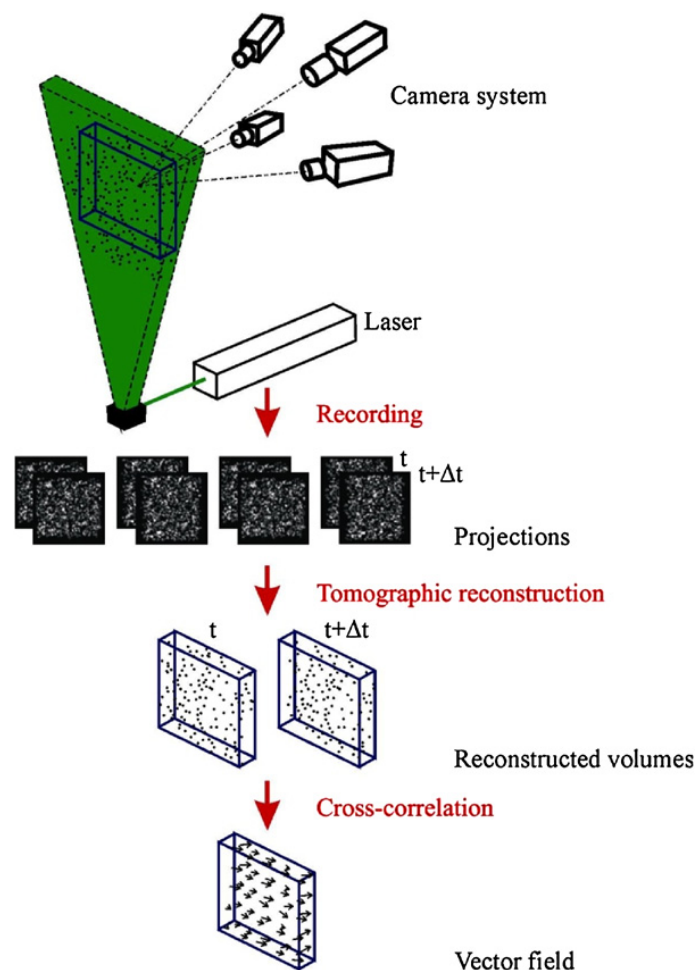 Camera system
Laser
Recording
t
t+Δt
Projections
Tomographic reconstruction
t
t+Δt
Reconstructed volumes
Cross-correlation
Vector field